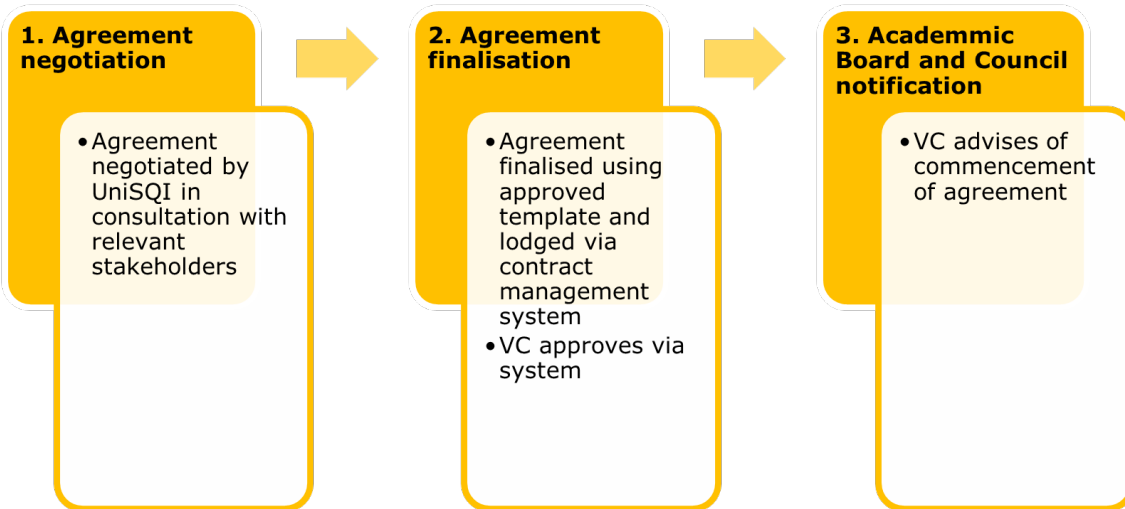 1. Agreement
negotiation
•Agreement
negotiated by
UniSQI in
consultation with
relevant
stakeholders
2. Agreement
finalisation
•Agreement
finalised using
approved
template and
lodged via
contract
management
system
•VC approves via
system
3. Acadejmmic
Board and Council
notification
•VC advises of
commencement
of agreement